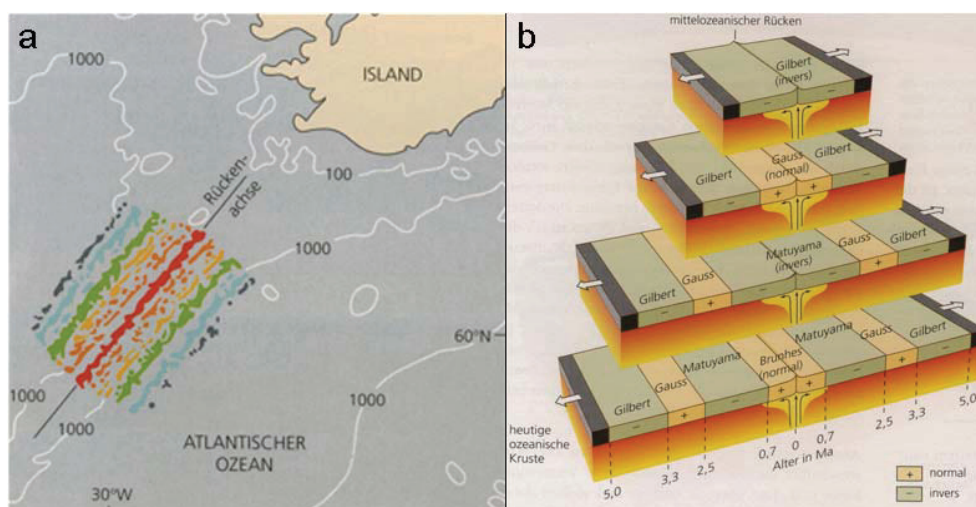 a
1000
ISLAND
100
Rücken-
achse
1000
60°N
1000
1000
1000
ATLANTISCHER
OZEAN
30°W
b
mittelozeanischer Rücken
Gilbert
(invers)
Gilbert
Gauss
(normal)
Gilbert
Gilbert
Gauss
Matuyama
(invers)
Gauss
Gilbert
Gilbert
Gauss
Matuyama
Brunhes
(normal)
Matuyama
Gauss
Gilbert
heutige
ozeanische
Kruste
5,0
3,3
2,5
0,7
0
0,7
2,5
3,3
5,0
Alter in Ma
+ normal
− invers